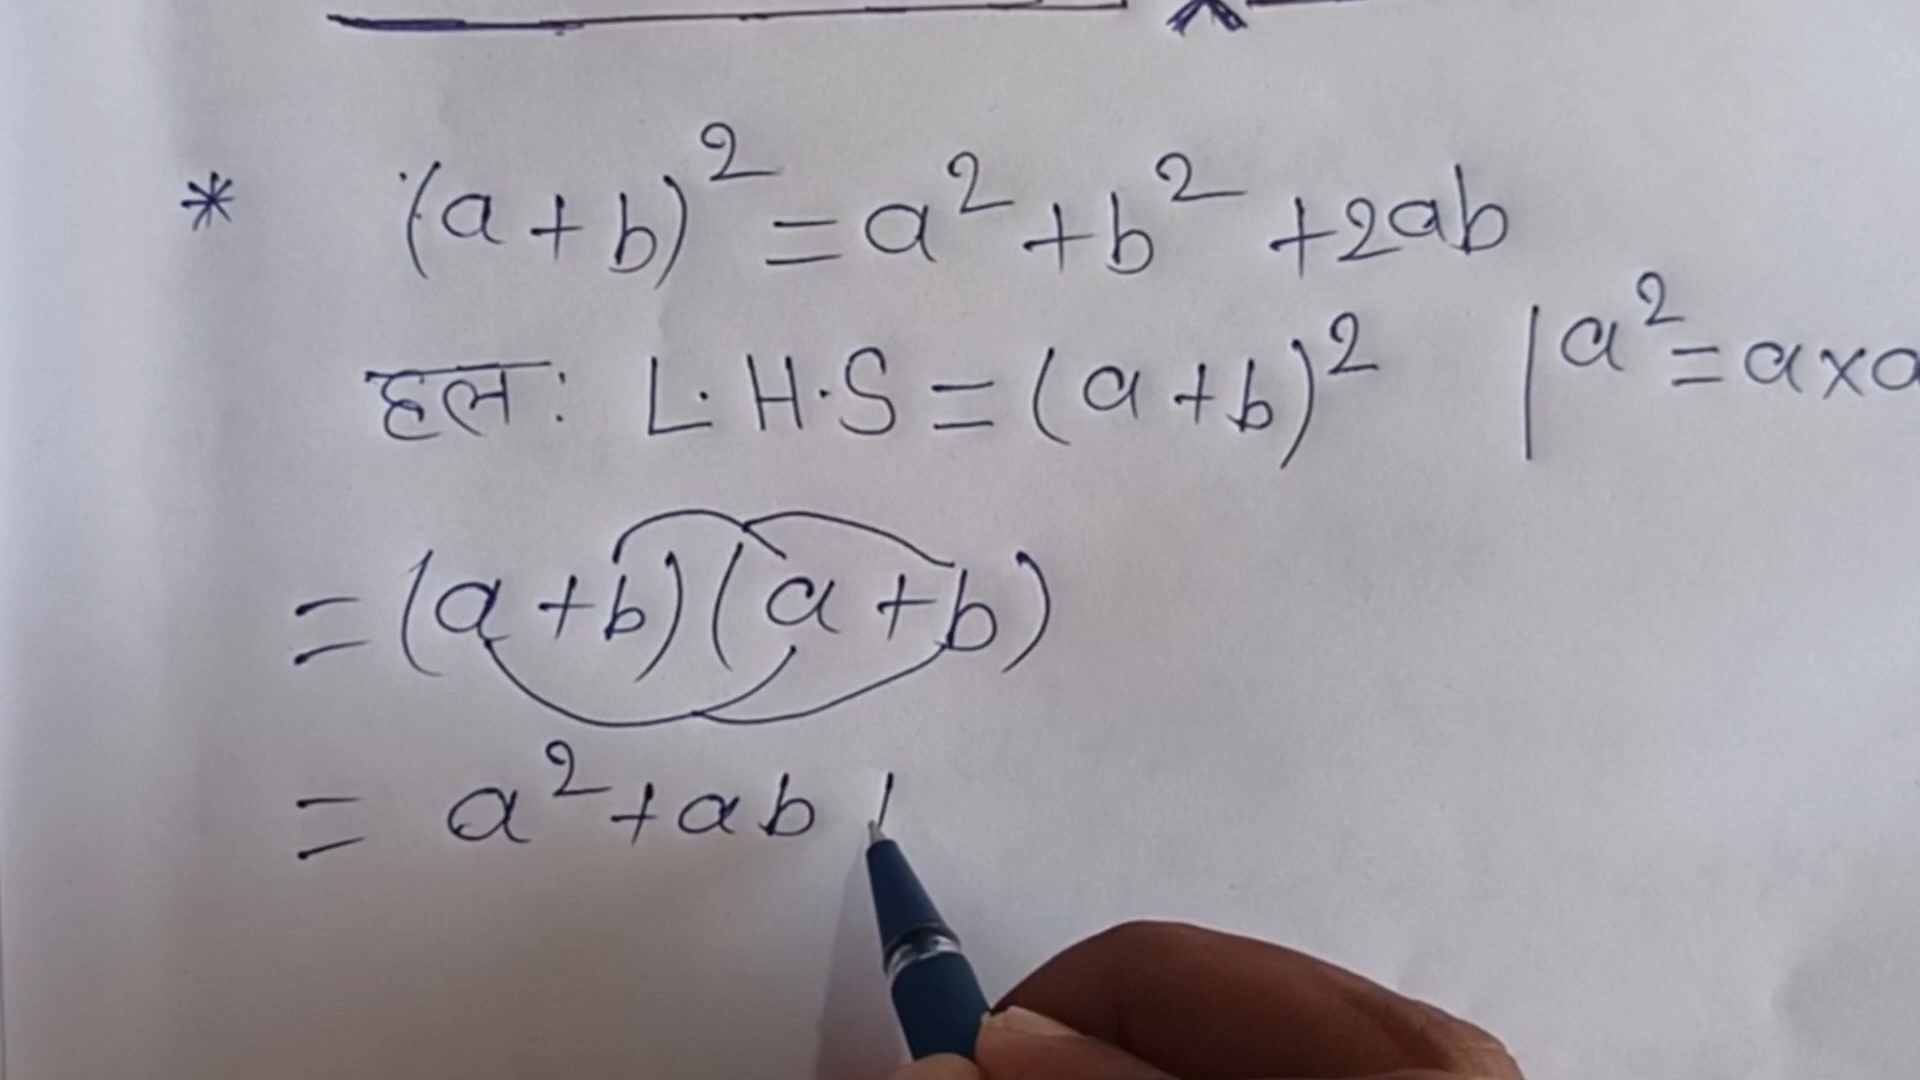 * (a+b)² = a² + b² + 2ab
हलः L.H.S = (a+b)² | a² = a×a
= (a+b)(a+b)
= a² + ab